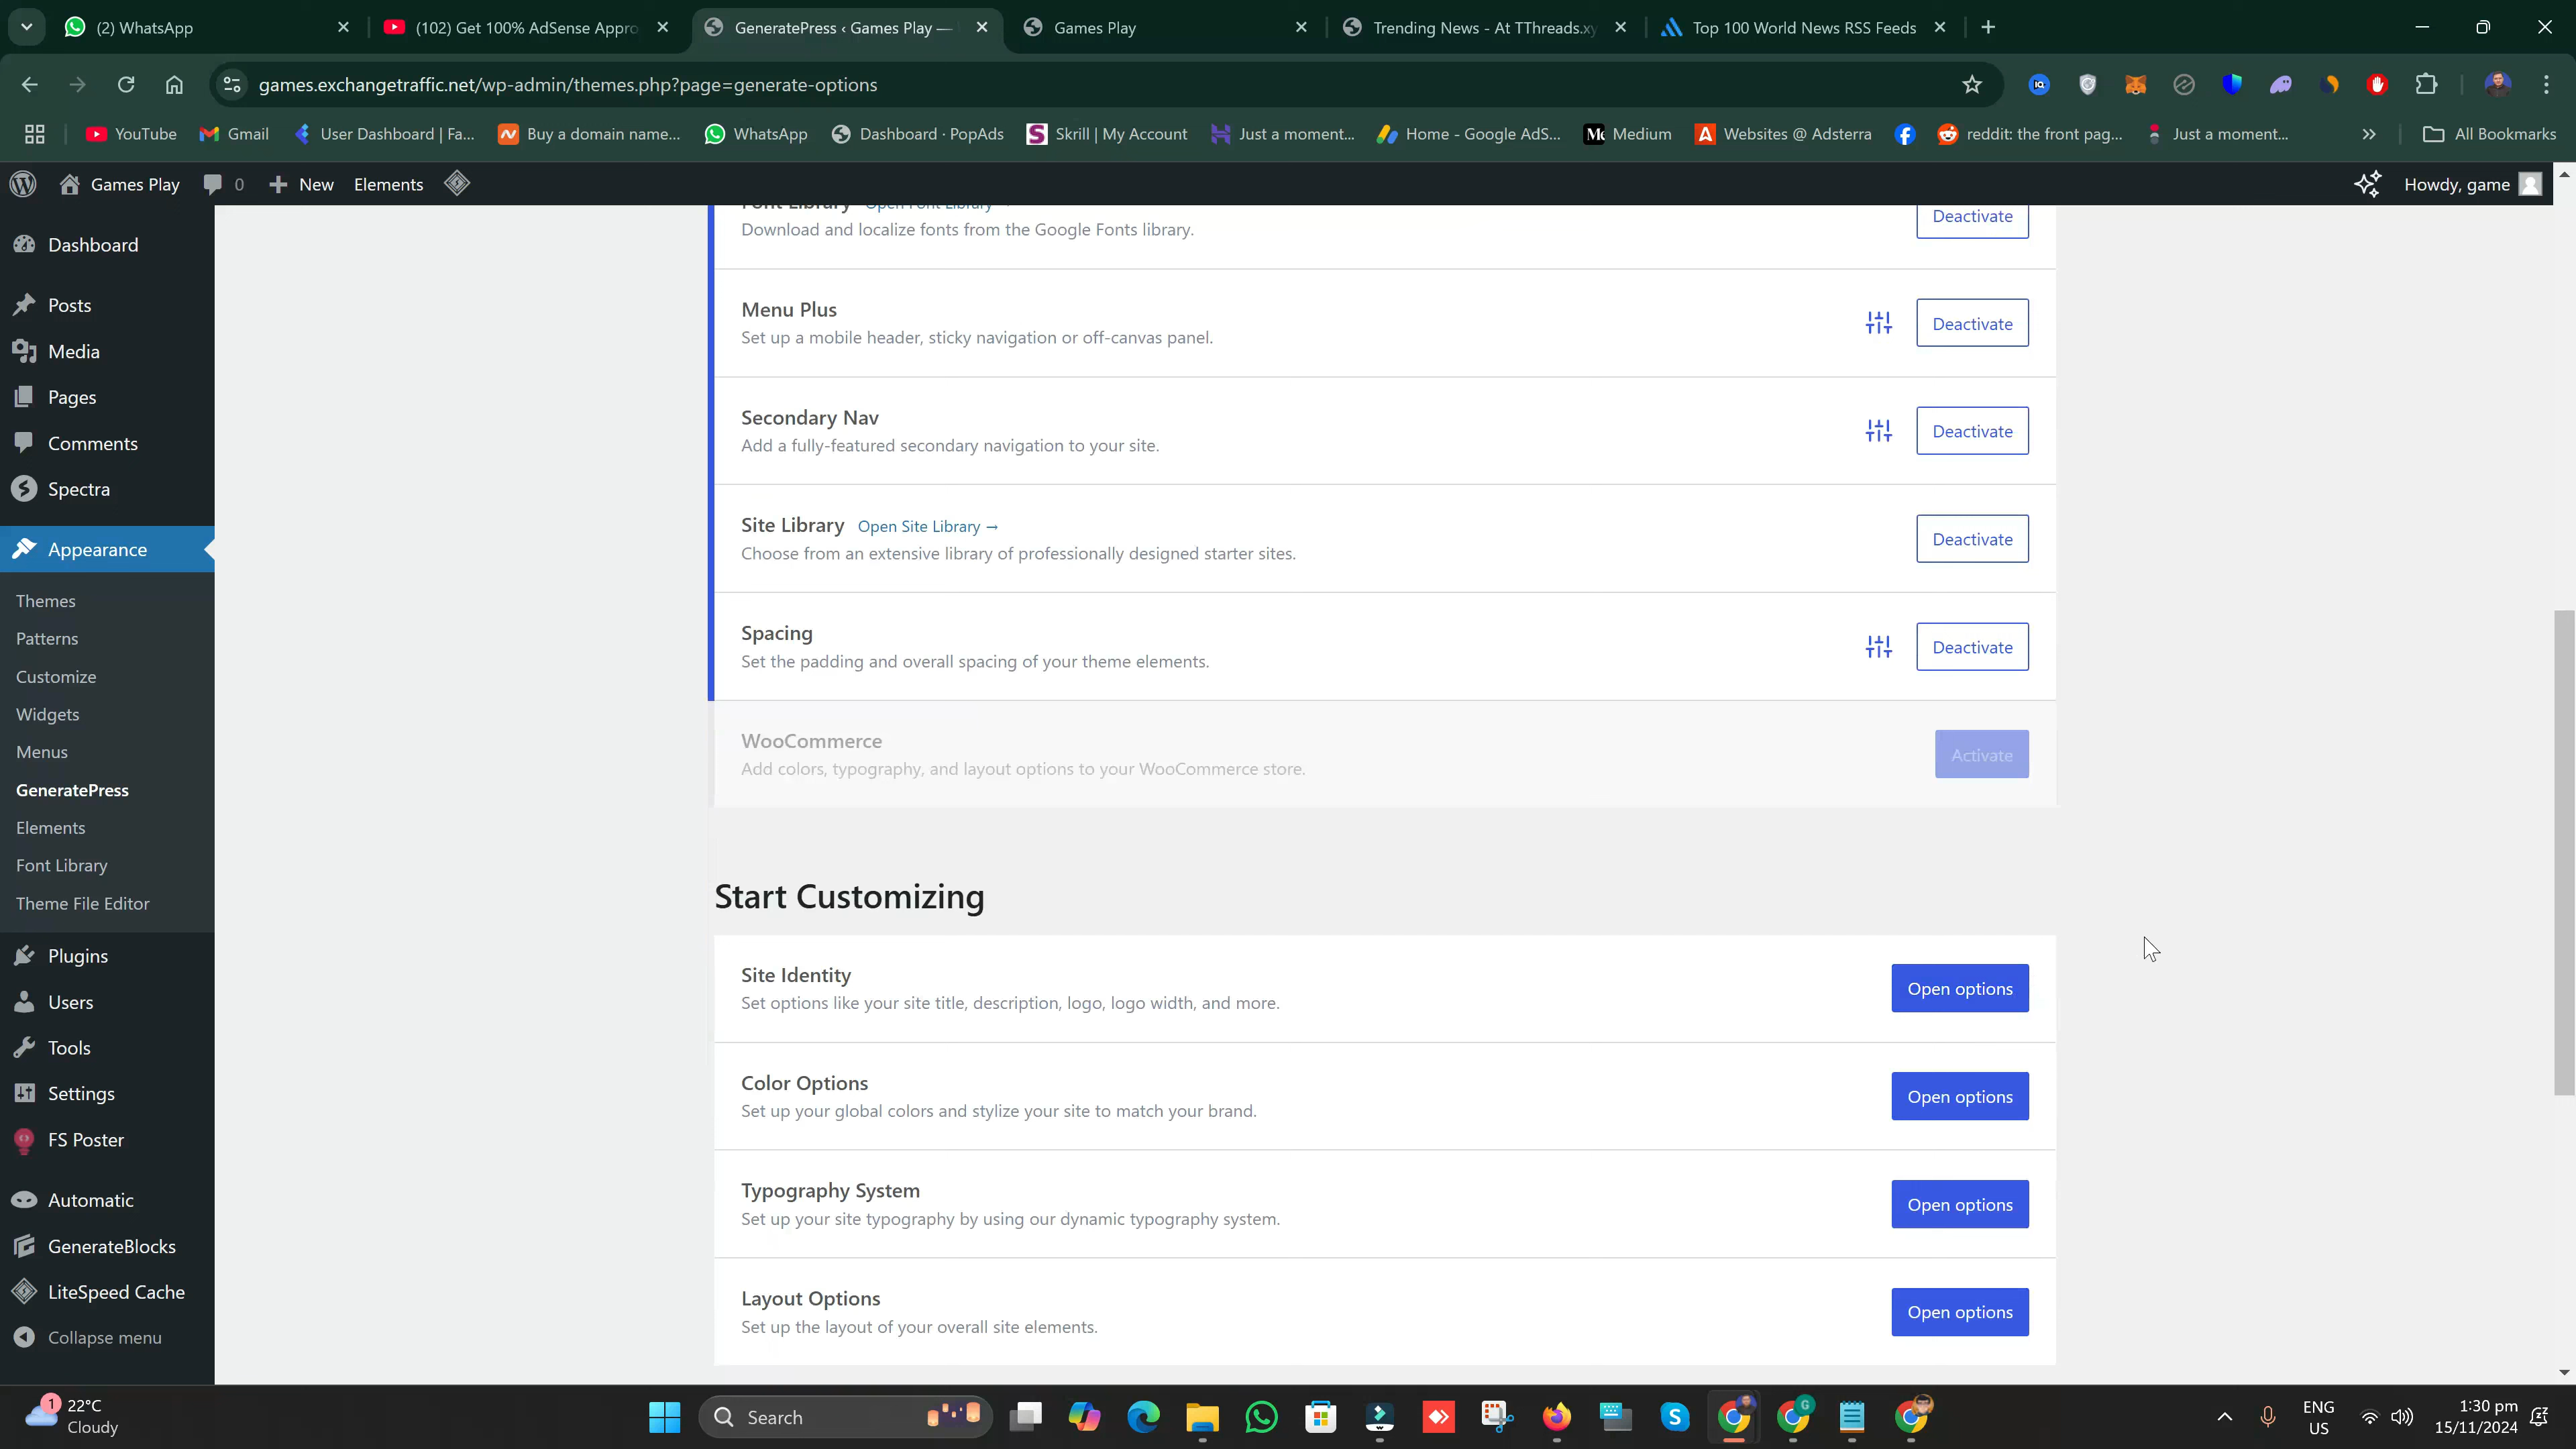 (2) WhatsApp
(102) Get 100% AdSense Appro
GeneratePress ‹ Games Play —
Games Play
Trending News - At TThreads.xy
Top 100 World News RSS Feeds
games.exchangetraffic.net/wp-admin/themes.php?page=generate-options
YouTube
Gmail
User Dashboard | Fa...
Buy a domain name...
WhatsApp
Dashboard · PopAds
Skrill | My Account
Just a moment...
Home - Google AdS...
Medium
Websites @ Adsterra
reddit: the front pag...
Just a moment...
All Bookmarks
Games Play
0
New
Elements
Howdy, game
Dashboard
Posts
Media
Pages
Comments
Spectra
Appearance
Themes
Patterns
Customize
Widgets
Menus
GeneratePress
Elements
Font Library
Theme File Editor
Plugins
Users
Tools
Settings
FS Poster
Automatic
GenerateBlocks
LiteSpeed Cache
Collapse menu
Font Library Open Font Library →
Download and localize fonts from the Google Fonts library.
Deactivate
Menu Plus
Set up a mobile header, sticky navigation or off-canvas panel.
Deactivate
Secondary Nav
Add a fully-featured secondary navigation to your site.
Deactivate
Site Library Open Site Library →
Choose from an extensive library of professionally designed starter sites.
Deactivate
Spacing
Set the padding and overall spacing of your theme elements.
Deactivate
WooCommerce
Add colors, typography, and layout options to your WooCommerce store.
Activate
Start Customizing
Site Identity
Set options like your site title, description, logo, logo width, and more.
Open options
Color Options
Set up your global colors and stylize your site to match your brand.
Open options
Typography System
Set up your site typography by using our dynamic typography system.
Open options
Layout Options
Set up the layout of your overall site elements.
Open options
1
22°C
Cloudy
Search
ENG
US
1:30 pm
15/11/2024